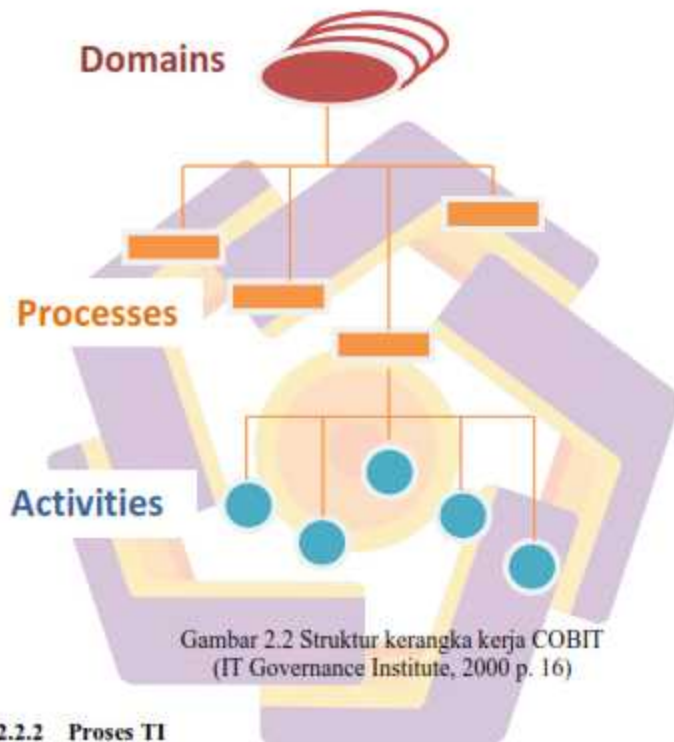 Domains
Processes
Activities
Gambar 2.2 Struktur kerangka kerja COBIT
(IT Governance Institute, 2000 p. 16)
2.2.2 Proses TI